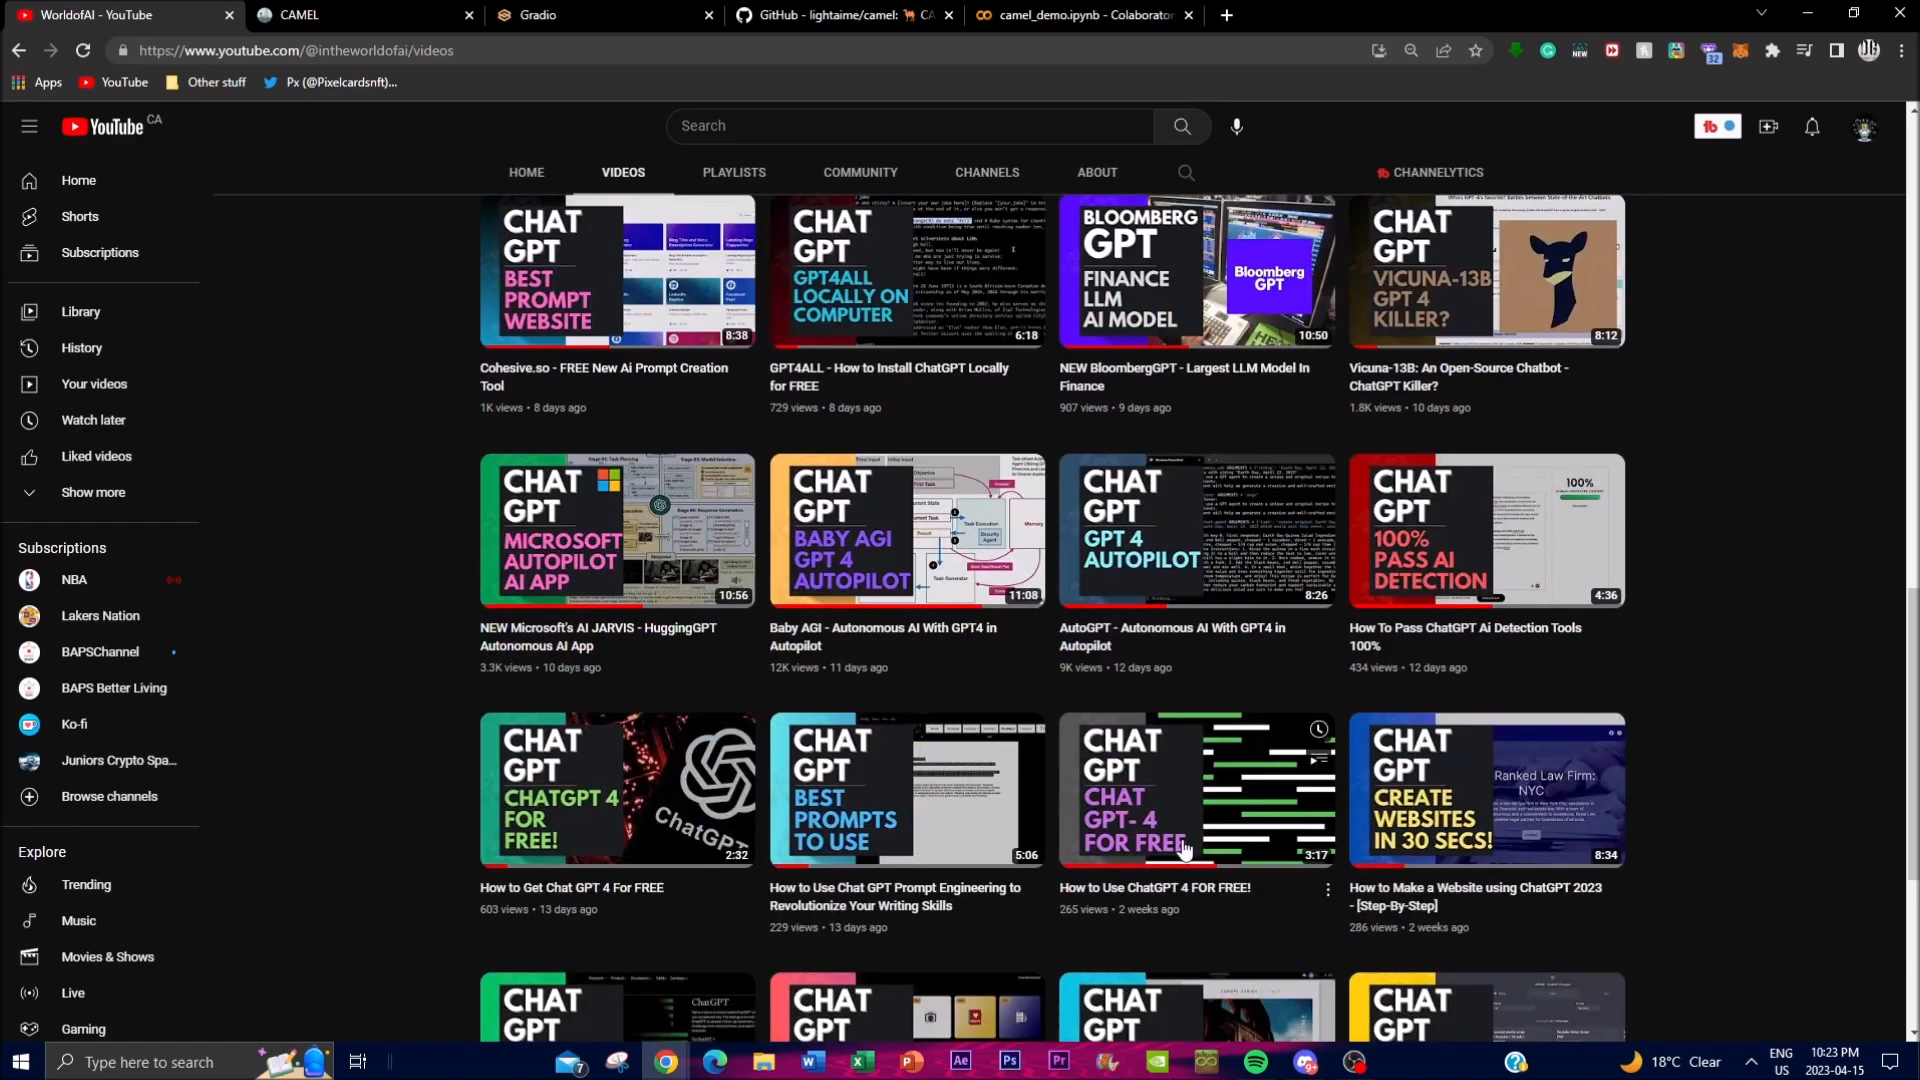 WorldofAI - YouTube
CAMEL
Gradio
GitHub - lightaime/camel: 🐫 CA
camel_demo.ipynb - Colaborator
https://www.youtube.com/@intheworldofai/videos
32
Apps
YouTube
Other stuff
Px (@Pixelcardsnft)...
YouTube CA
Search
HOME
VIDEOS
PLAYLISTS
COMMUNITY
CHANNELS
ABOUT
CHANNELYTICS
Home
Shorts
Subscriptions
Library
History
Your videos
Watch later
Liked videos
Show more
Subscriptions
NBA
Lakers Nation
BAPSChannel
BAPS Better Living
Ko-fi
Juniors Crypto Spa...
Browse channels
Explore
Trending
Music
Movies & Shows
Live
Gaming
CHAT
GPT
BEST
PROMPT
WEBSITE
8:38
Cohesive.so - FREE New Ai Prompt Creation
Tool
1K views • 8 days ago
CHAT
GPT
GPT4ALL
LOCALLY ON
COMPUTER
6:18
GPT4ALL - How to Install ChatGPT Locally
for FREE
729 views • 8 days ago
BLOOMBERG
GPT
FINANCE
LLM
AI MODEL
Bloomberg
GPT
10:50
NEW BloombergGPT - Largest LLM Model In
Finance
907 views • 9 days ago
CHAT
GPT
VICUNA-13B
GPT 4
KILLER?
8:12
Vicuna-13B: An Open-Source Chatbot -
ChatGPT Killer?
1.8K views • 10 days ago
CHAT
GPT
MICROSOFT
AUTOPILOT
AI APP
10:56
NEW Microsoft's AI JARVIS - HuggingGPT
Autonomous AI App
3.3K views • 10 days ago
CHAT
GPT
BABY AGI
GPT 4
AUTOPILOT
11:08
Baby AGI - Autonomous AI With GPT4 in
Autopilot
12K views • 11 days ago
CHAT
GPT
GPT 4
AUTOPILOT
8:26
AutoGPT - Autonomous AI With GPT4 in
Autopilot
9K views • 12 days ago
CHAT
GPT
100%
PASS AI
DETECTION
100%
4:36
How To Pass ChatGPT Ai Detection Tools
100%
434 views • 12 days ago
CHAT
GPT
CHATGPT 4
FOR
FREE!
ChatGPT
2:32
How to Get Chat GPT 4 For FREE
603 views • 13 days ago
CHAT
GPT
BEST
PROMPTS
TO USE
5:06
How to Use Chat GPT Prompt Engineering to
Revolutionize Your Writing Skills
229 views • 13 days ago
CHAT
GPT
CHAT
GPT- 4
FOR FREE
3:17
How to Use ChatGPT 4 FOR FREE!
265 views • 2 weeks ago
CHAT
GPT
CREATE
WEBSITES
IN 30 SECS!
Ranked Law Firm:
NYC
8:34
How to Make a Website using ChatGPT 2023
- [Step-By-Step]
286 views • 2 weeks ago
CHAT
GPT
ChatGPT
CHAT
GPT
CHAT
GPT
CHAT
GPT
Type here to search
7
Ae
Ps
Pr
9+
18°C Clear
ENG
US
10:23 PM
2023-04-15